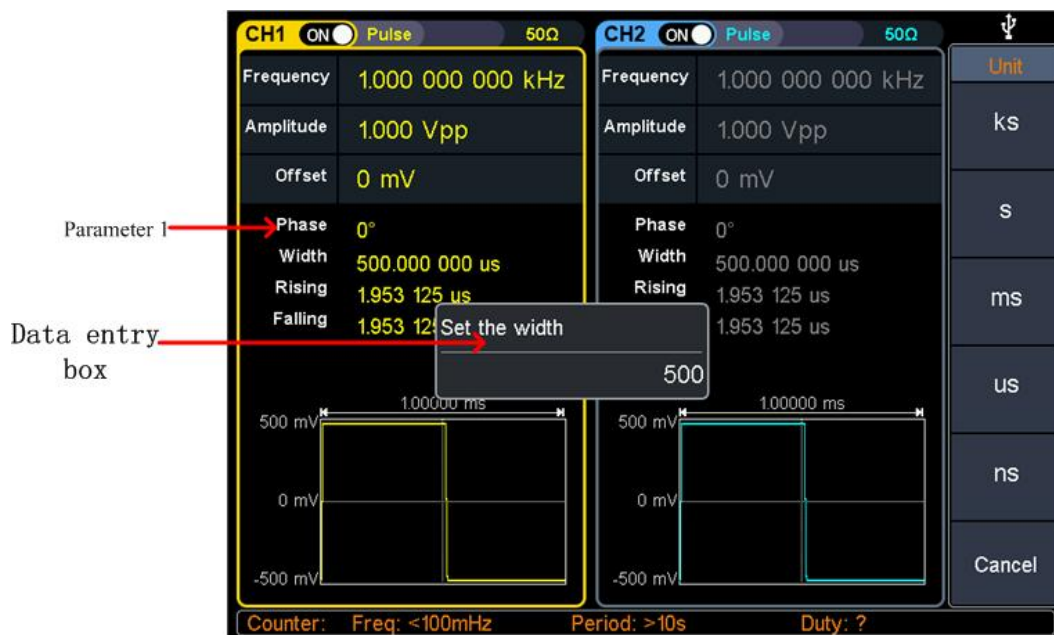 CH1 ON Pulse 50Ω
Frequency 1.000 000 000 kHz
Amplitude 1.000 Vpp
Offset 0 mV
Phase 0°
Width 500.000 000 us
Rising 1.953 125 us
Falling 1.953 12
1.00000 ms
500 mV
0 mV
-500 mV
CH2 ON Pulse 50Ω
Frequency 1.000 000 000 kHz
Amplitude 1.000 Vpp
Offset 0 mV
Phase 0°
Width 500.000 000 us
Rising 1.953 125 us
1.953 125 us
1.00000 ms
500 mV
0 mV
-500 mV
Set the width
500
Unit
ks
s
ms
us
ns
Cancel
Counter: Freq: <100mHz Period: >10s Duty: ?
Parameter 1
Data entry
box